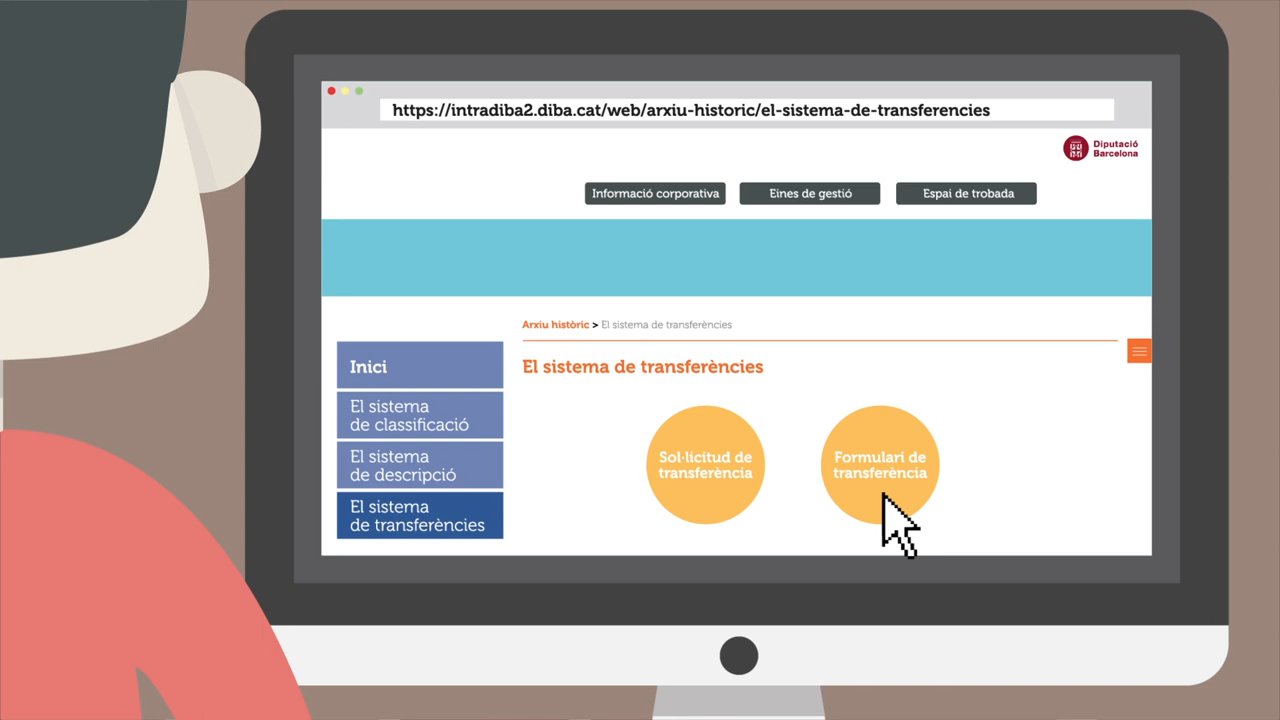 https://intradiba2.diba.cat/web/arxiu-historic/el-sistema-de-transferencies
Diputació
Barcelona
Informació corporativa
Eines de gestió
Espai de trobada
Arxiu històric > El sistema de transferències
Inici
El sistema
de classificació
El sistema
de descripció
El sistema
de transferències
El sistema de transferències
Sol·licitud de
transferència
Formulari de
transferència